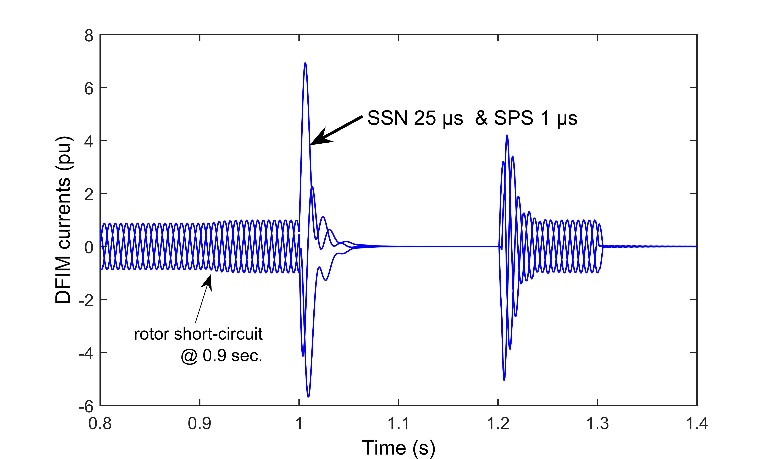 8
6
SSN 25 µs & SPS 1 µs
4
2
0
-2
rotor short-circuit
@ 0.9 sec.
-4
-6
DFIM currents (pu)
0.8 0.9 1 1.1 1.2 1.3 1.4
Time (s)